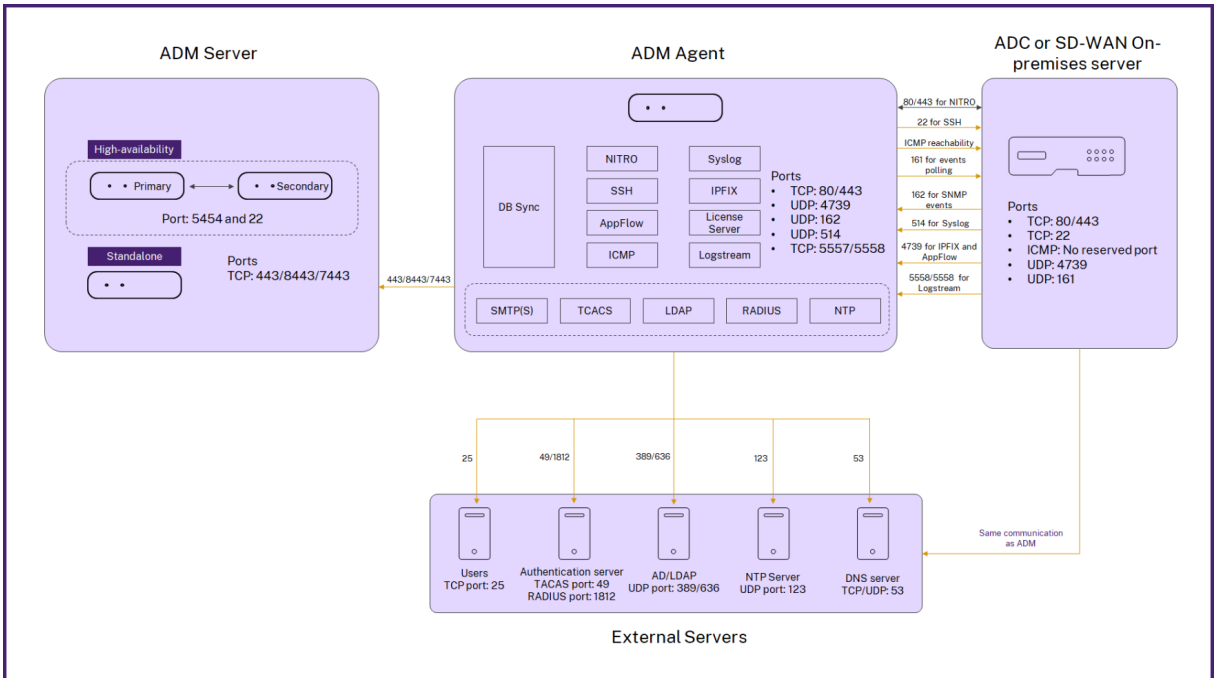 ADM Server
High-availability
Primary
Secondary
Port: 5454 and 22
Standalone
Ports
TCP: 443/8443/7443
443/8443/7443
ADM Agent
DB Sync
NITRO
Syslog
SSH
IPFIX
AppFlow
License
Server
ICMP
Logstream
Ports
• TCP: 80/443
• UDP: 4739
• UDP: 162
• UDP: 514
• TCP: 5557/5558
SMTP(S)
TCACS
LDAP
RADIUS
NTP
80/443 for NITRO
22 for SSH
ICMP reachability
161 for events
polling
162 for SNMP
events
514 for Syslog
4739 for IPFIX and
AppFlow
5558/5558 for
Logstream
ADC or SD-WAN On-
premises server
Ports
• TCP: 80/443
• TCP: 22
• ICMP: No reserved port
• UDP: 4739
• UDP: 161
25
49/1812
389/636
123
53
Same communication
as ADM
Users
TCP port: 25
Authentication server
TACAS port: 49
RADIUS port: 1812
AD/LDAP
UDP port: 389/636
NTP Server
UDP port: 123
DNS server
TCP/UDP: 53
External Servers